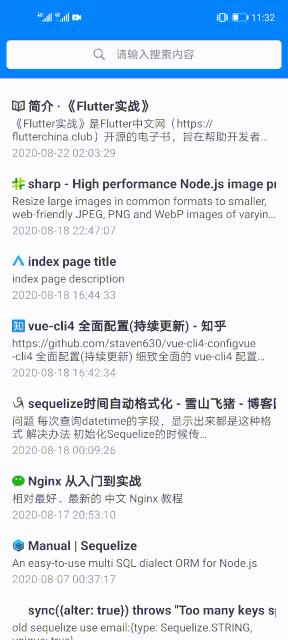 11:32
请输入搜索内容
简介 · 《Flutter实战》
《Flutter实战》是Flutter中文网（https://
flutterchina.club）开源的电子书，旨在帮助开发者...
2020-08-22 02:03:29
sharp - High performance Node.js image pr
Resize large images in common formats to smaller,
web-friendly JPEG, PNG and WebP images of varyin...
2020-08-18 22:47:07
index page title
index page description
2020-08-18 16:44:33
知 vue-cli4 全面配置(持续更新) - 知乎
https://github.com/staven630/vue-cli4-configvue
-cli4 全面配置(持续更新) 细致全面的 vue-cli4 配置...
2020-08-18 16:42:34
sequelize时间自动格式化 - 雪山飞猪 - 博客园
问题 每次查询datetime的字段，显示出来都是这种格
式 解决办法 初始化Sequelize的时候传...
2020-08-18 00:09:26
Nginx 从入门到实战
相对最好、最新的 中文 Nginx 教程
2020-08-17 20:53:10
Manual | Sequelize
An easy-to-use multi SQL dialect ORM for Node.js
2020-08-07 00:37:17
sync({alter: true}) throws "Too many keys sp
old sequelize use email:{type: Sequelize.STRING,
unique: true}